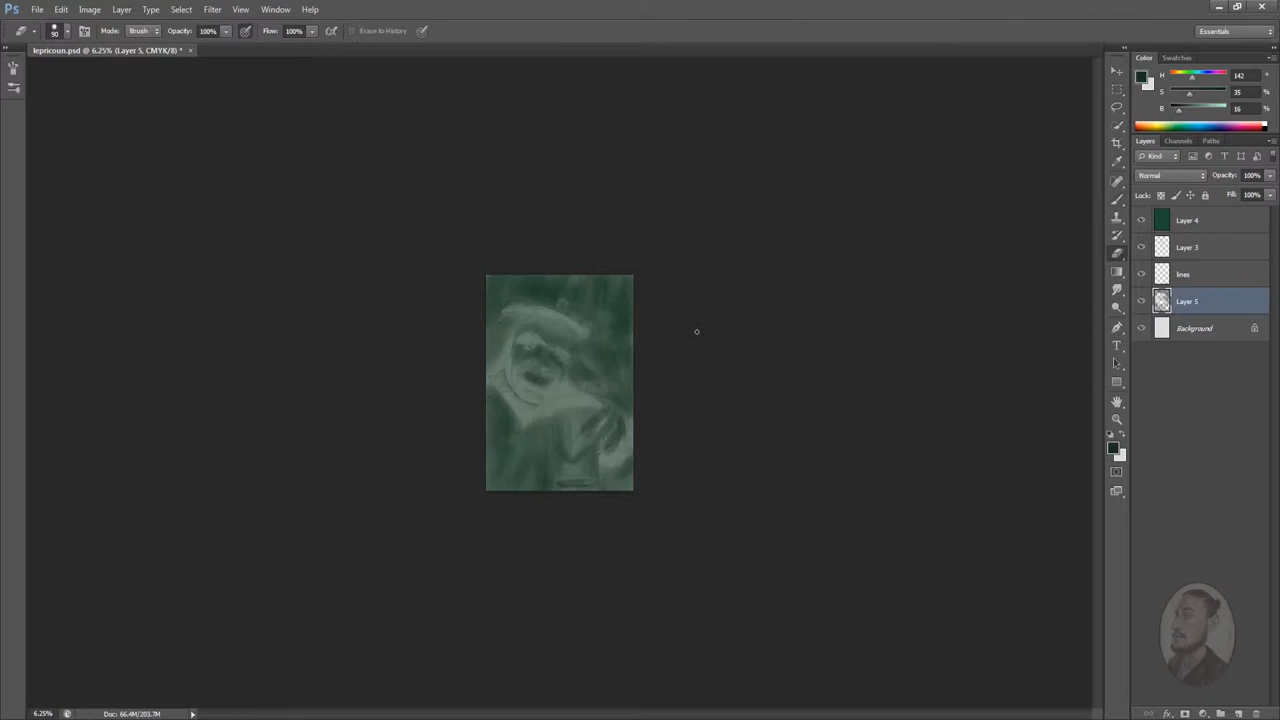 Ps File Edit Image Layer Type Select Filter View Window Help
90 Mode: Brush Opacity: 100% Flow: 100% Erase to History Essentials
lepricoun.psd @ 6.25% (Layer 5, CMYK/8) * ×
Color Swatches
H 142 °
S 35 %
B 16 %
Layers Channels Paths
Kind
Normal Opacity: 100%
Lock: Fill: 100%
Layer 4
Layer 3
lines
Layer 5
Background
6.25% Doc: 66.4M/203.7M